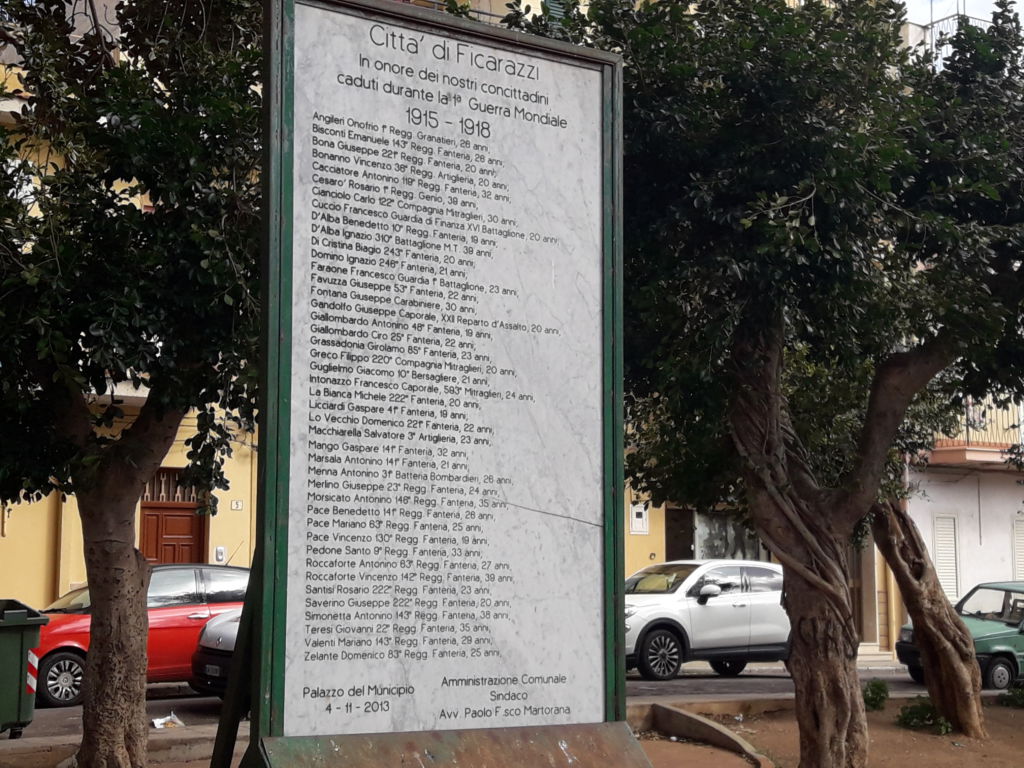 Citta' di Ficarazzi
In onore dei nostri concittadini
caduti durante la 1ª Guerra Mondiale
1915 - 1918
Angileri Onofrio 1° Regg. Granatieri, 26 anni;
Bisconti Emanuele 143° Regg. Fanteria, 26 anni;
Bona Giuseppe 221° Regg. Fanteria, 20 anni;
Bonanno Vincenzo 36° Regg. Artiglieria, 20 anni;
Cacciatore Antonino 119° Regg. Fanteria, 32 anni;
Cesaro' Rosario 1° Regg. Genio, 39 anni;
Cianciolo Carlo 122° Compagnia Mitraglieri, 30 anni;
Cuccio Francesco Guardia di Finanza XVI Battaglione, 20 anni;
D'Alba Benedetto 10° Regg. Fanteria, 19 anni;
D'Alba Ignazio 310° Battaglione M.T. 39 anni;
Di Cristina Biagio 243° Fanteria, 20 anni;
Domino Ignazio 246° Fanteria, 21 anni;
Faraone Francesco Guardia 1° Battaglione, 23 anni;
Favuzza Giuseppe 53° Fanteria, 22 anni;
Fontana Giuseppe Carabiniere, 30 anni;
Gandolfo Giuseppe Caporale, XXII Reparto d'Assalto, 20 anni;
Giallombardo Antonino 48° Fanteria, 19 anni;
Giallombardo Ciro 25° Fanteria, 22 anni;
Grassadonia Girolamo 85° Fanteria, 23 anni;
Greco Filippo 220° Compagnia Mitraglieri, 20 anni;
Guglielmo Giacomo 10° Bersagliere, 21 anni;
Intonazzo Francesco Caporale, 593° Mitraglieri, 24 anni;
La Bianca Michele 222° Fanteria, 20 anni;
Licciardi Gaspare 41° Fanteria, 19 anni;
Lo Vecchio Domenico 221° Fanteria, 22 anni;
Macchiarella Salvatore 3° Artiglieria, 23 anni;
Mango Gaspare 141° Fanteria, 32 anni;
Marsala Antonino 141° Fanteria, 21 anni;
Menna Antonino 31° Batteria Bombardieri, 26 anni;
Merlino Giuseppe 23° Regg. Fanteria, 24 anni;
Morsicato Antonino 146° Regg. Fanteria, 35 anni;
Pace Benedetto 141° Regg. Fanteria, 26 anni;
Pace Mariano 63° Regg. Fanteria, 25 anni;
Pace Vincenzo 130° Regg. Fanteria, 19 anni;
Pedone Santo 9° Regg. Fanteria, 33 anni;
Roccaforte Antonino 63° Regg. Fanteria, 27 anni;
Roccaforte Vincenzo 142° Regg. Fanteria, 39 anni;
Santisi Rosario 222° Regg. Fanteria, 23 anni;
Saverino Giuseppe 222° Regg. Fanteria, 20 anni;
Simonetta Antonino 143° Regg. Fanteria, 38 anni;
Teresi Giovanni 22° Regg. Fanteria, 35 anni;
Valenti Mariano 143° Regg. Fanteria, 29 anni;
Zelante Domenico 83° Regg. Fanteria, 25 anni;
Palazzo del Municipio
4 - 11 - 2013
Amministrazione Comunale
Sindaco
Avv. Paolo F.sco Martorana
5